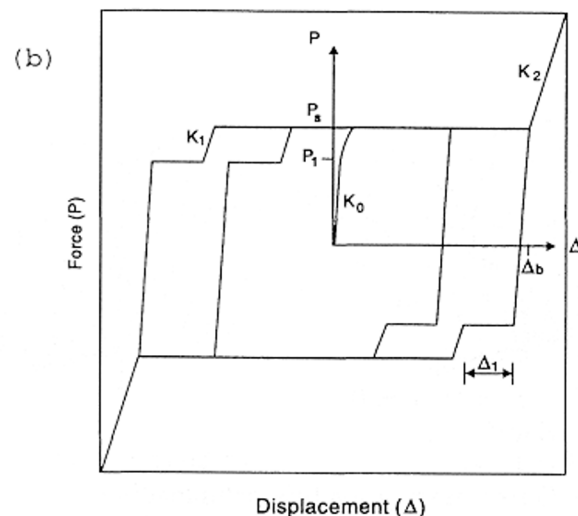 (b)
P
K2
Ps
K1
P1
K0
Force (P)
Δ
Δb
Δ1
Displacement (Δ)